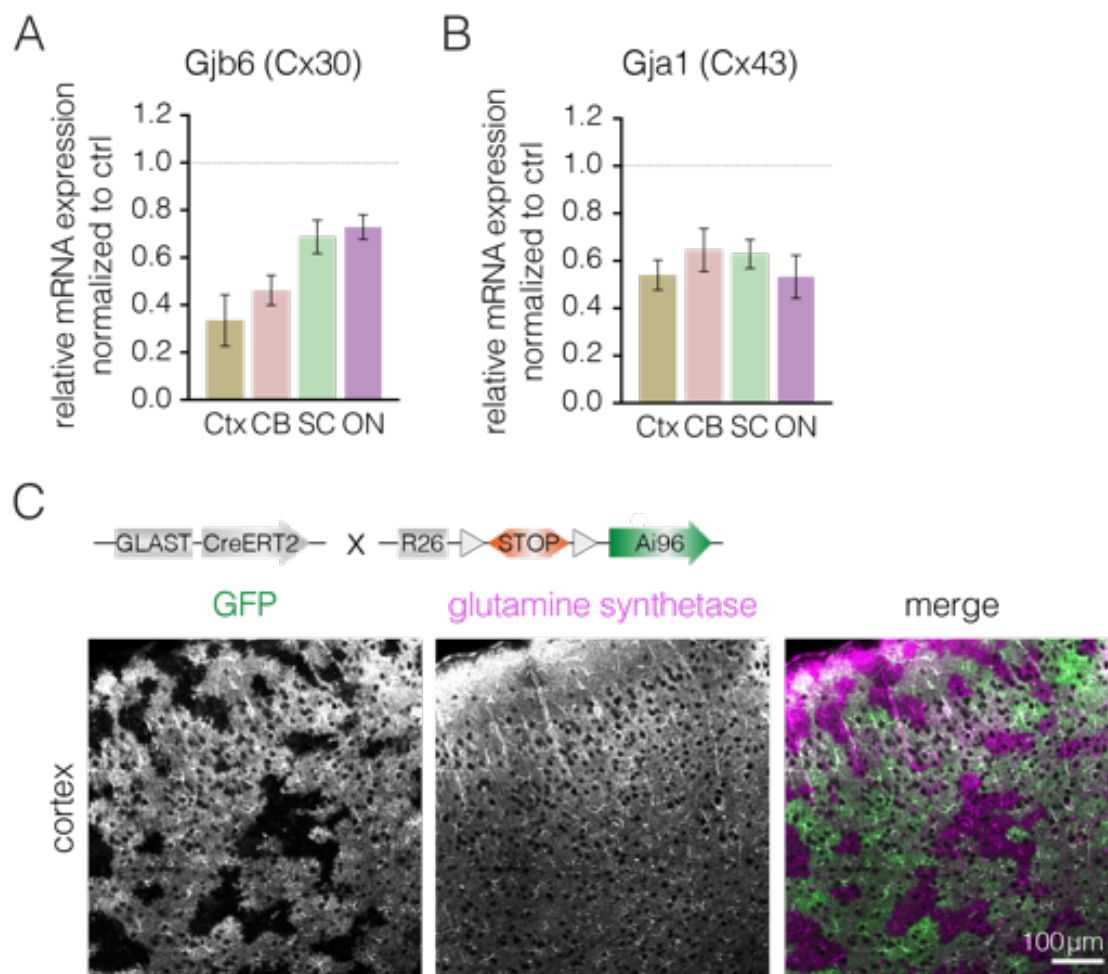 A
Gjb6 (Cx30)
relative mRNA expression
normalized to ctrl
1.2
1.0
0.8
0.6
0.4
0.2
0.0
Ctx CB SC ON
B
Gja1 (Cx43)
relative mRNA expression
normalized to ctrl
1.2
1.0
0.8
0.6
0.4
0.2
0.0
Ctx CB SC ON
C
GLAST CreERT2 X R26 STOP Ai96
GFP glutamine synthetase merge
cortex
100µm